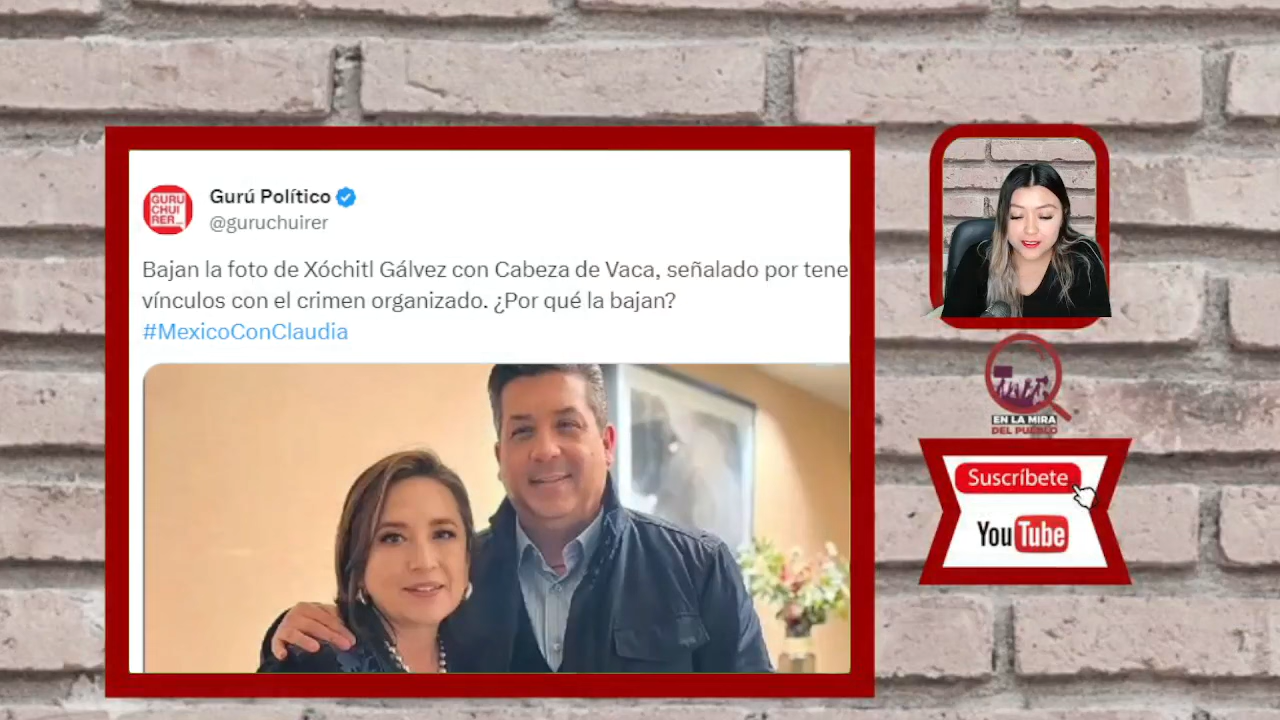 GURU
CHUI
RER
Gurú Político
@guruchuirer
Bajan la foto de Xóchitl Gálvez con Cabeza de Vaca, señalado por tene
vínculos con el crimen organizado. ¿Por qué la bajan?
#MexicoConClaudia
EN LA MIRA
DEL PUEBLO
Suscríbete
YouTube